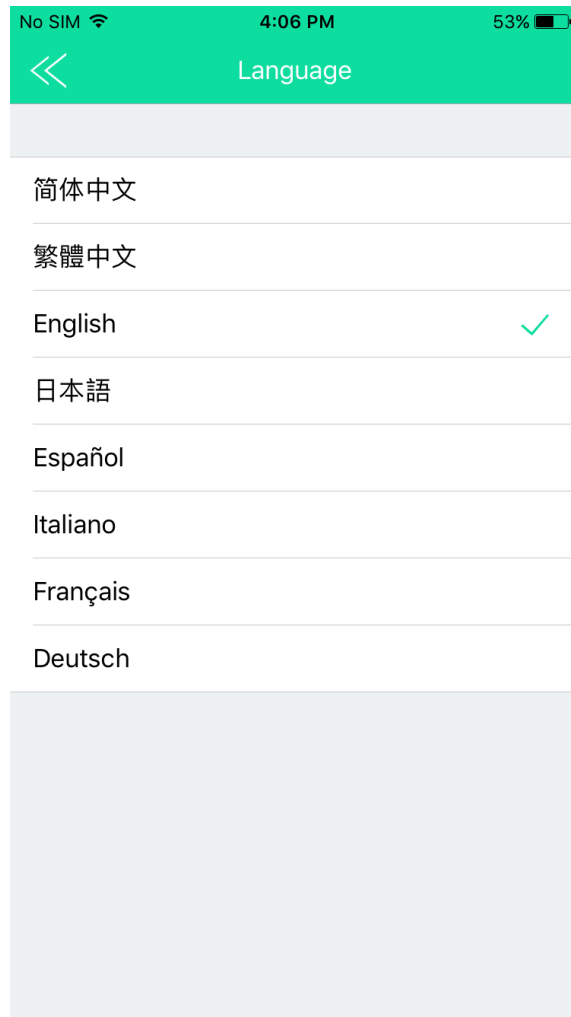 No SIM 4:06 PM 53%
Language
简体中文
繁體中文
English
日本語
Español
Italiano
Français
Deutsch